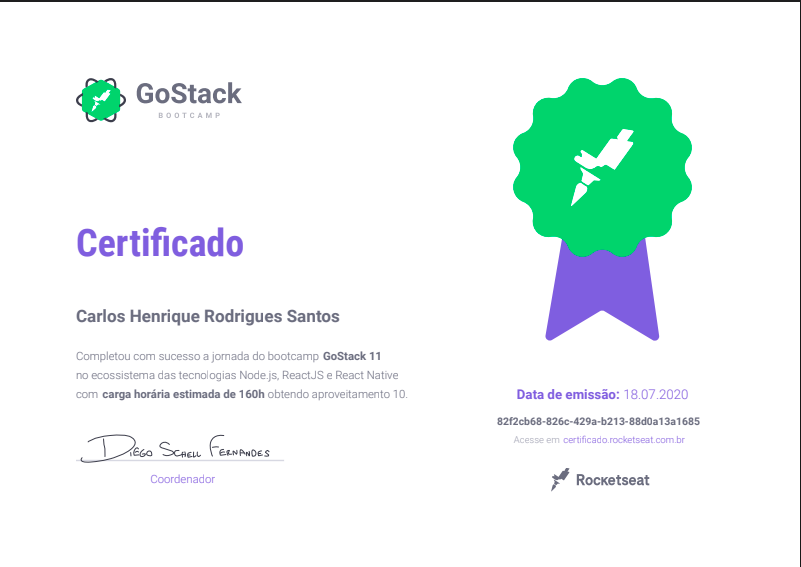 GoStack
BOOTCAMP
Certificado
Carlos Henrique Rodrigues Santos
Completou com sucesso a jornada do bootcamp GoStack 11
no ecossistema das tecnologias Node.js, ReactJS e React Native
com carga horária estimada de 160h obtendo aproveitamento 10.
Diego Schell Fernandes
Coordenador
Data de emissão: 18.07.2020
82f2cb68-826c-429a-b213-88d0a13a1685
Acesse em certificado.rocketseat.com.br
Rocketseat